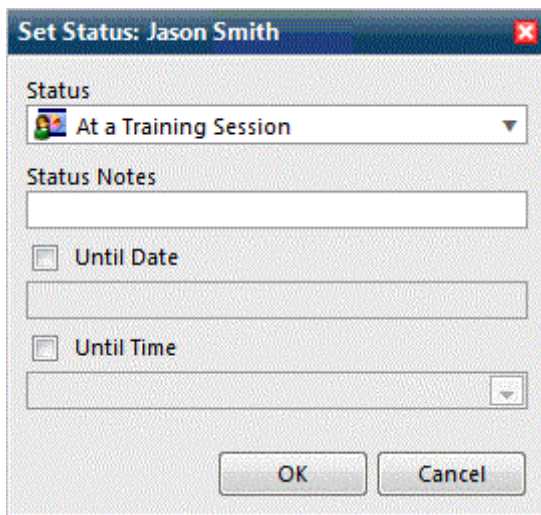 Set Status: Jason Smith
Status
At a Training Session
Status Notes
Until Date
Until Time
OK Cancel